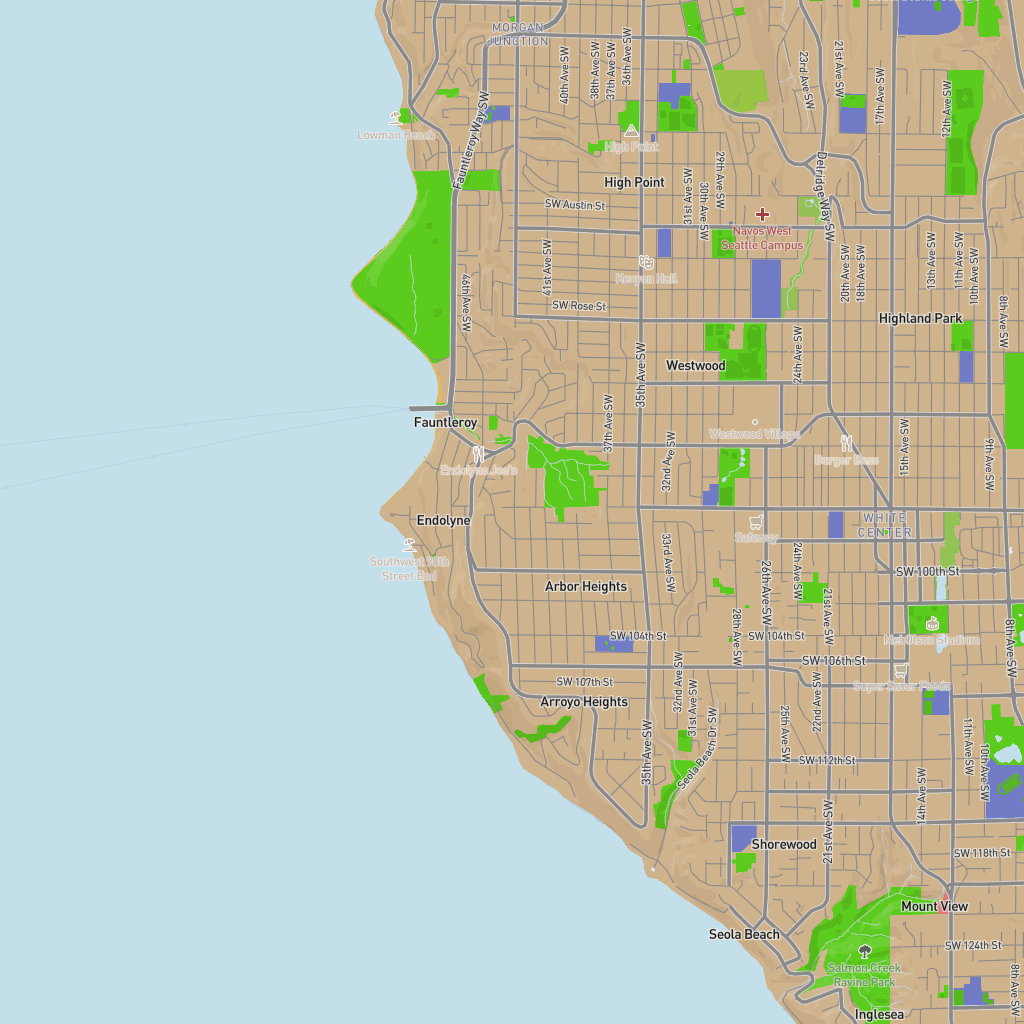 MORGAN
JUNCTION
40th Ave SW
38th Ave SW
37th Ave SW
36th Ave SW
23rd Ave SW
21st Ave SW
17th Ave SW
12th Ave SW
Lowman Beach
Fauntleroy Way SW
High Point
High Point
31st Ave SW
30th Ave SW
29th Ave SW
Delridge Way SW
SW Austin St
Navos West
Seattle Campus
41st Ave SW
Kenyon Hall
20th Ave SW
18th Ave SW
13th Ave SW
11th Ave SW
10th Ave SW
46th Ave SW
SW Rose St
Highland Park
8th Ave SW
35th Ave SW
Westwood
24th Ave SW
Fauntleroy
37th Ave SW
32nd Ave SW
Westwood Village
15th Ave SW
9th Ave SW
Endolyne Joe's
Burger Boss
Endolyne
WHITE
CENTER
Safeway
Southwest 98th
Street End
33rd Ave SW
26th Ave SW
24th Ave SW
21st Ave SW
SW 100th St
Arbor Heights
28th Ave SW
SW 104th St
SW 104th St
Mel Olson Stadium
8th Ave SW
SW 106th St
SW 107th St
32nd Ave SW
31st Ave SW
22nd Ave SW
Super Saver Foods
Arroyo Heights
25th Ave SW
11th Ave SW
10th Ave SW
35th Ave SW
Seola Beach Dr SW
SW 112th St
14th Ave SW
21st Ave SW
Shorewood
SW 118th St
Mount View
Seola Beach
SW 124th St
Salmon Creek
Ravine Park
8th Ave SW
Inglesea